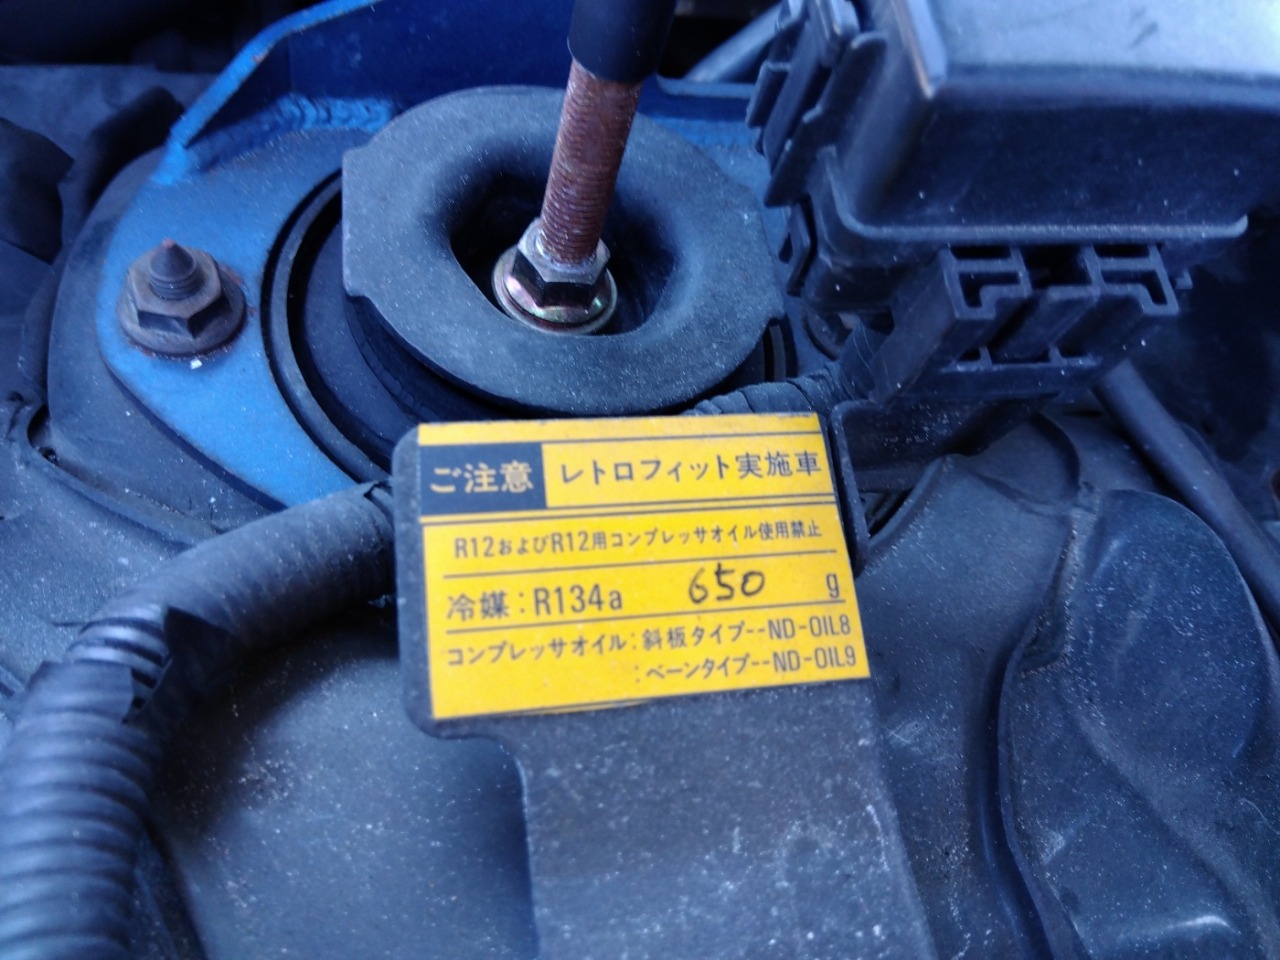 ご注意 レトロフィット実施車
R12およびR12用コンプレッサオイル使用禁止
冷媒:R134a 650 g
コンプレッサオイル:斜板タイプ--ND-OIL8
:ベーンタイプ--ND-OIL9